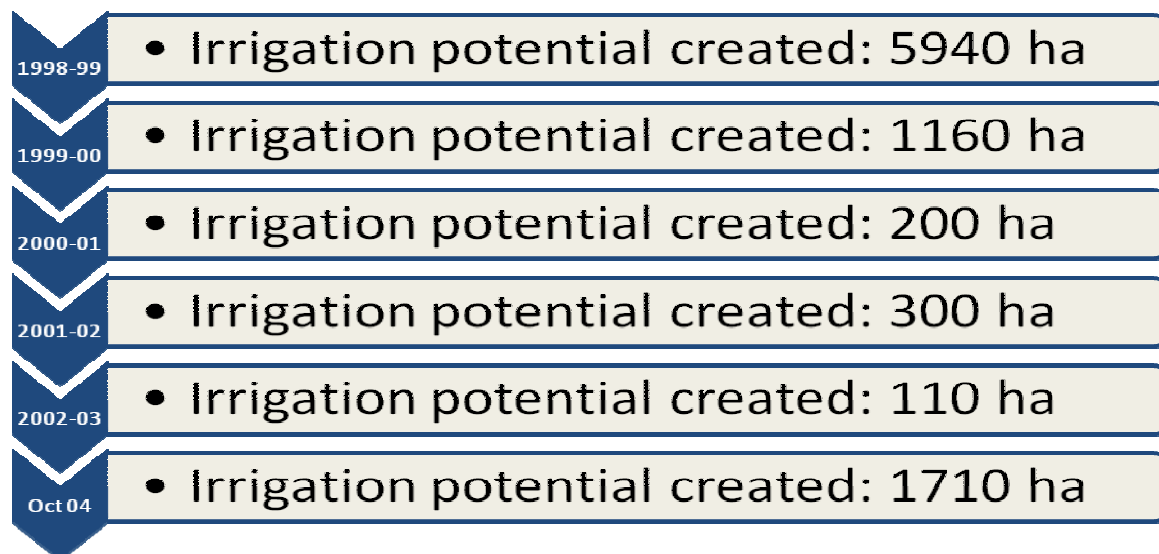 1998-99
• Irrigation potential created: 5940 ha
1999-00
• Irrigation potential created: 1160 ha
2000-01
• Irrigation potential created: 200 ha
2001-02
• Irrigation potential created: 300 ha
2002-03
• Irrigation potential created: 110 ha
Oct 04
• Irrigation potential created: 1710 ha